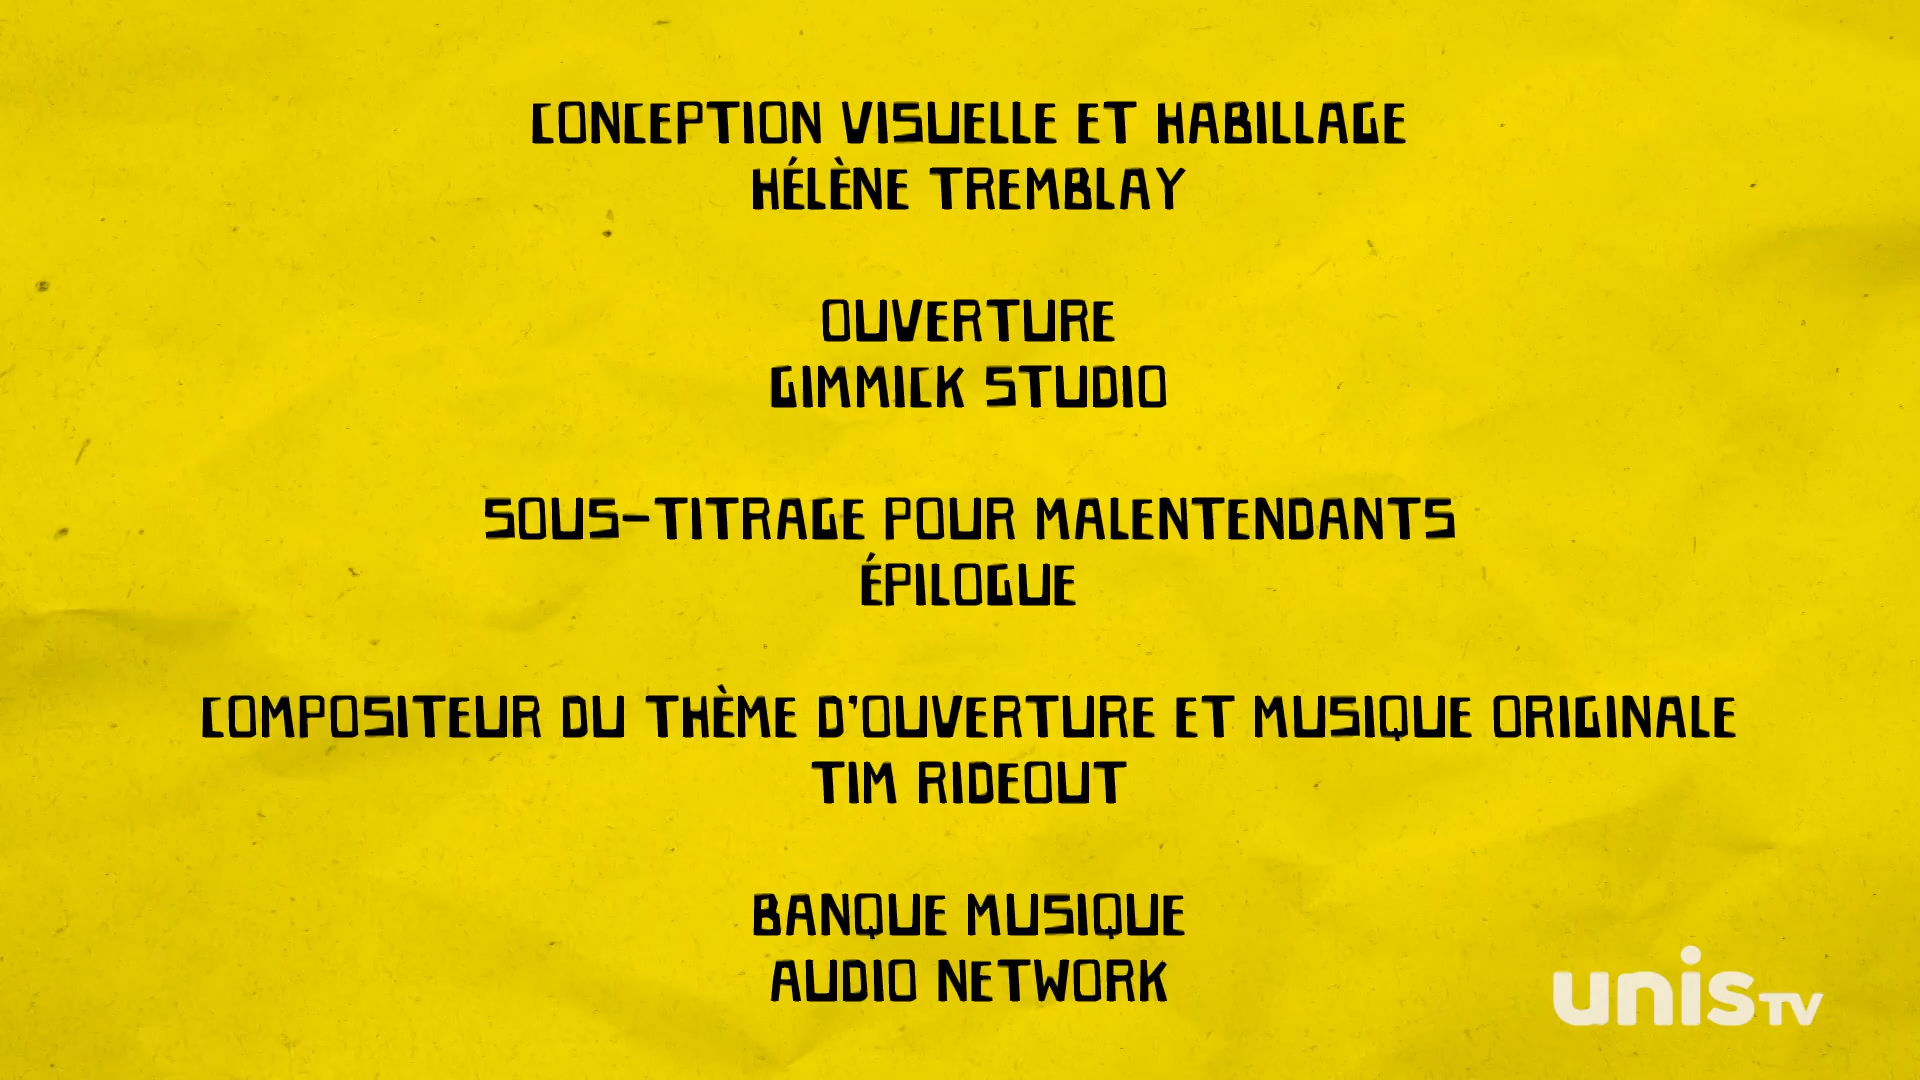 CONCEPTION VISUELLE ET HABILLAGE
HÉLÈNE TREMBLAY
OUVERTURE
GIMMICK STUDIO
SOUS-TITRAGE POUR MALENTENDANTS
ÉPILOGUE
COMPOSITEUR DU THÈME D'OUVERTURE ET MUSIQUE ORIGINALE
TIM RIDEOUT
BANQUE MUSIQUE
AUDIO NETWORK
unis TV